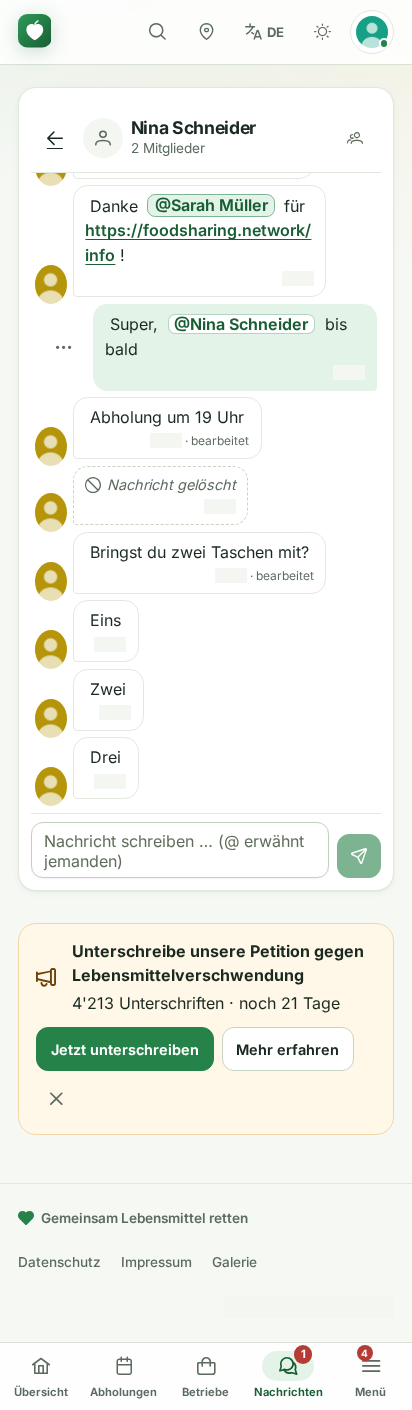 DE
Nina Schneider
2 Mitglieder
Danke @Sarah Müller für
https://foodsharing.network/
info !
Super, @Nina Schneider bis
bald
Abholung um 19 Uhr
· bearbeitet
Nachricht gelöscht
Bringst du zwei Taschen mit?
· bearbeitet
Eins
Zwei
Drei
Nachricht schreiben ... (@ erwähnt
jemanden)
Unterschreibe unsere Petition gegen
Lebensmittelverschwendung
4'213 Unterschriften · noch 21 Tage
Jetzt unterschreiben Mehr erfahren
Gemeinsam Lebensmittel retten
Datenschutz Impressum Galerie
1 4
Übersicht Abholungen Betriebe Nachrichten Menü